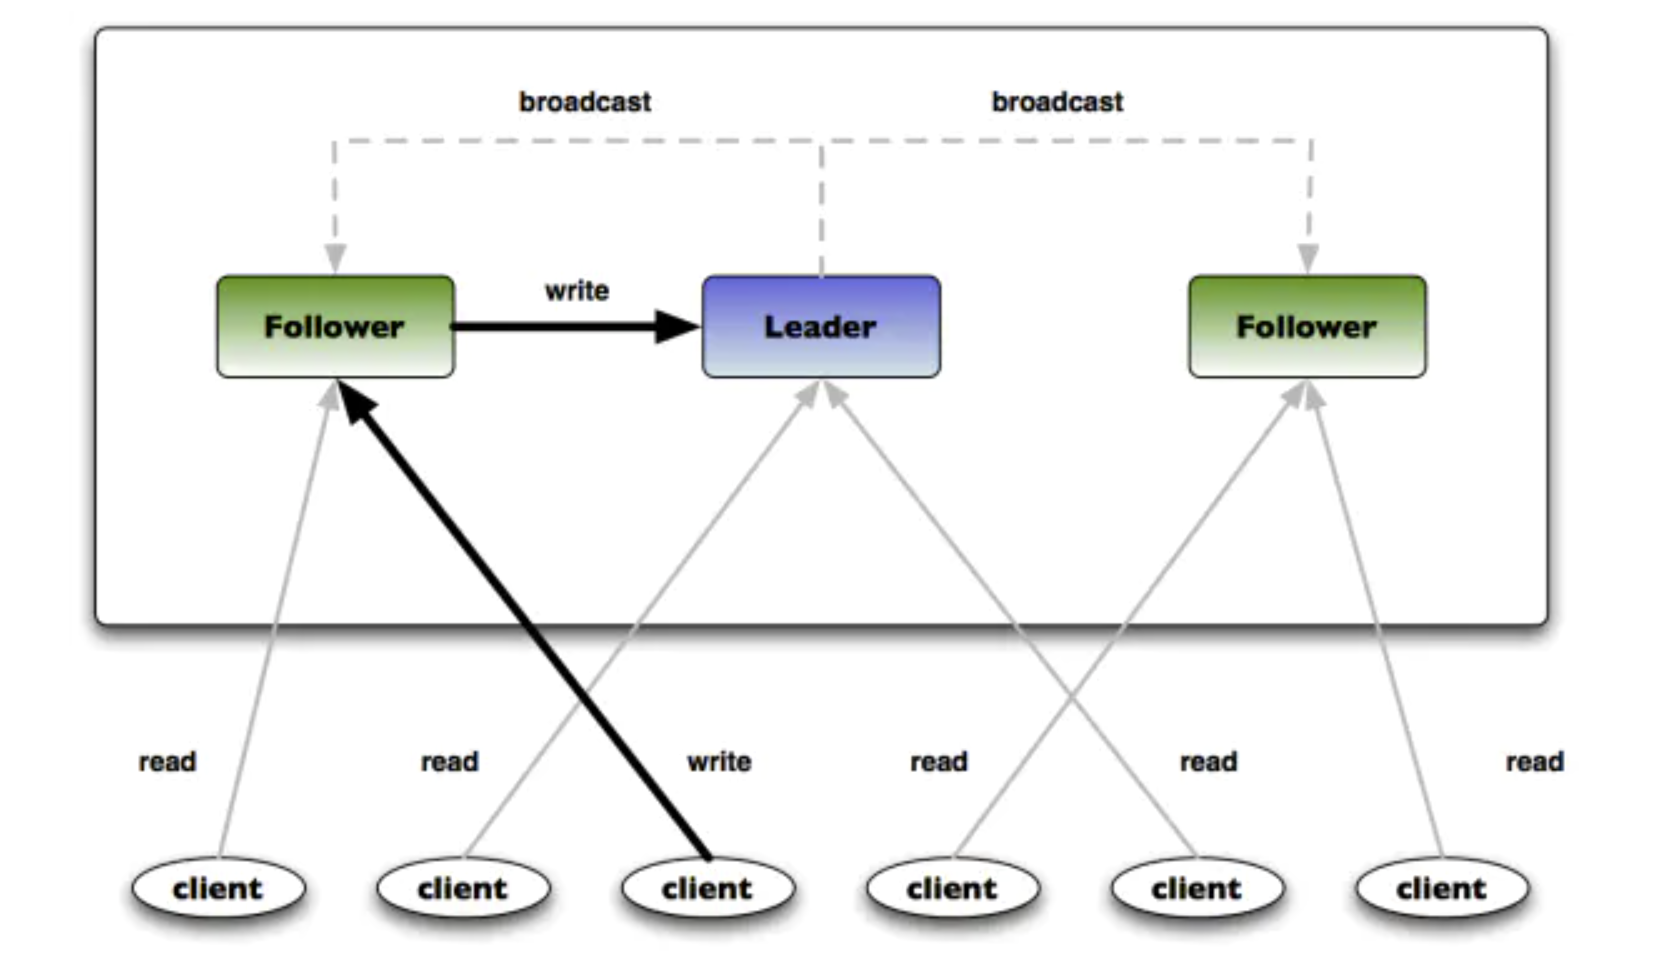 broadcast
broadcast
write
Follower
Leader
Follower
read
read
write
read
read
read
client
client
client
client
client
client